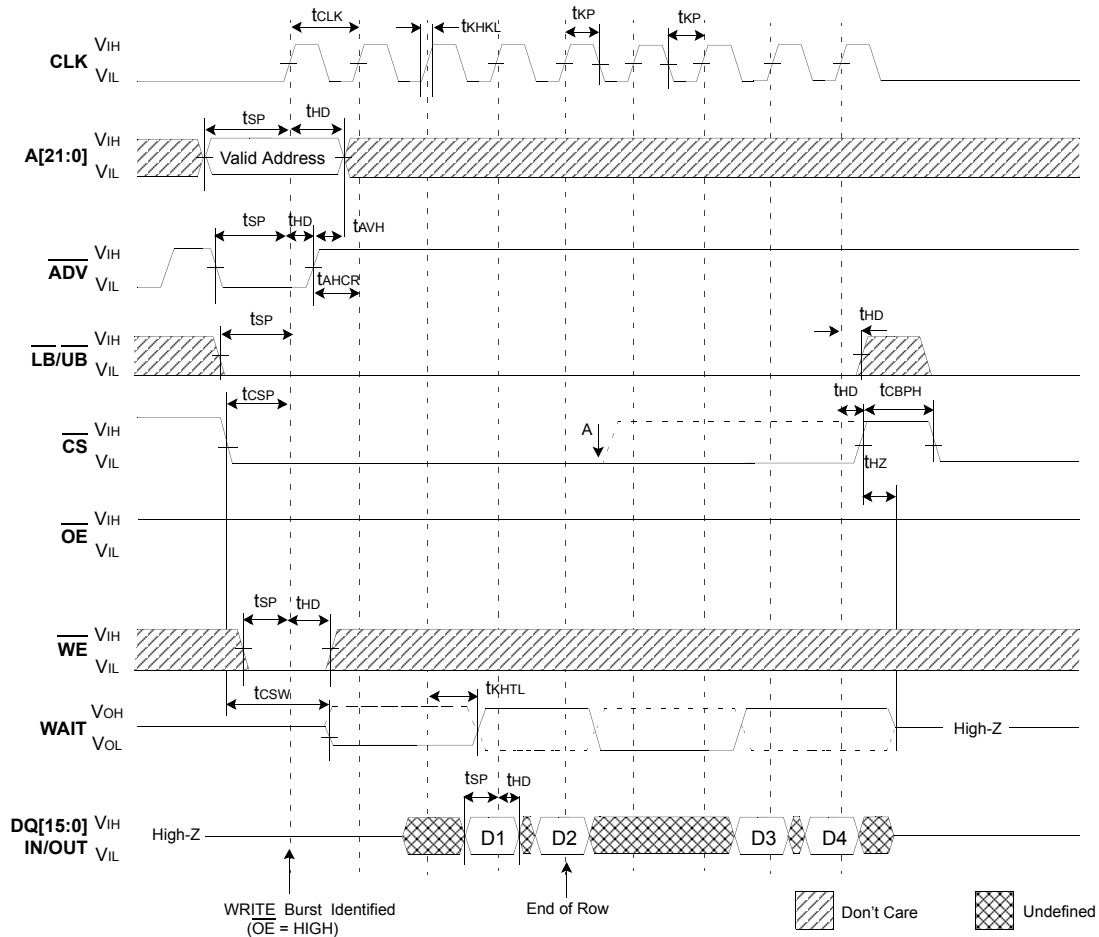 tCLK
tKHKL
tKP
tKP
CLK
VIH
VIL
tSP
tHD
A[21:0]
VIH
VIL
Valid Address
tSP
tHD
tAVH
ADV
VIH
VIL
tAHCR
tSP
tHD
LB/UB
VIH
VIL
tCSP
tHD
tCBPH
CS
VIH
VIL
A
tHZ
OE
VIH
VIL
tSP
tHD
WE
VIH
VIL
tCSW
tKHTL
WAIT
VOH
VOL
High-Z
tSP
tHD
DQ[15:0]
IN/OUT
VIH
VIL
High-Z
D1
D2
D3
D4
WRITE Burst Identified
(OE = HIGH)
End of Row
Don't Care
Undefined